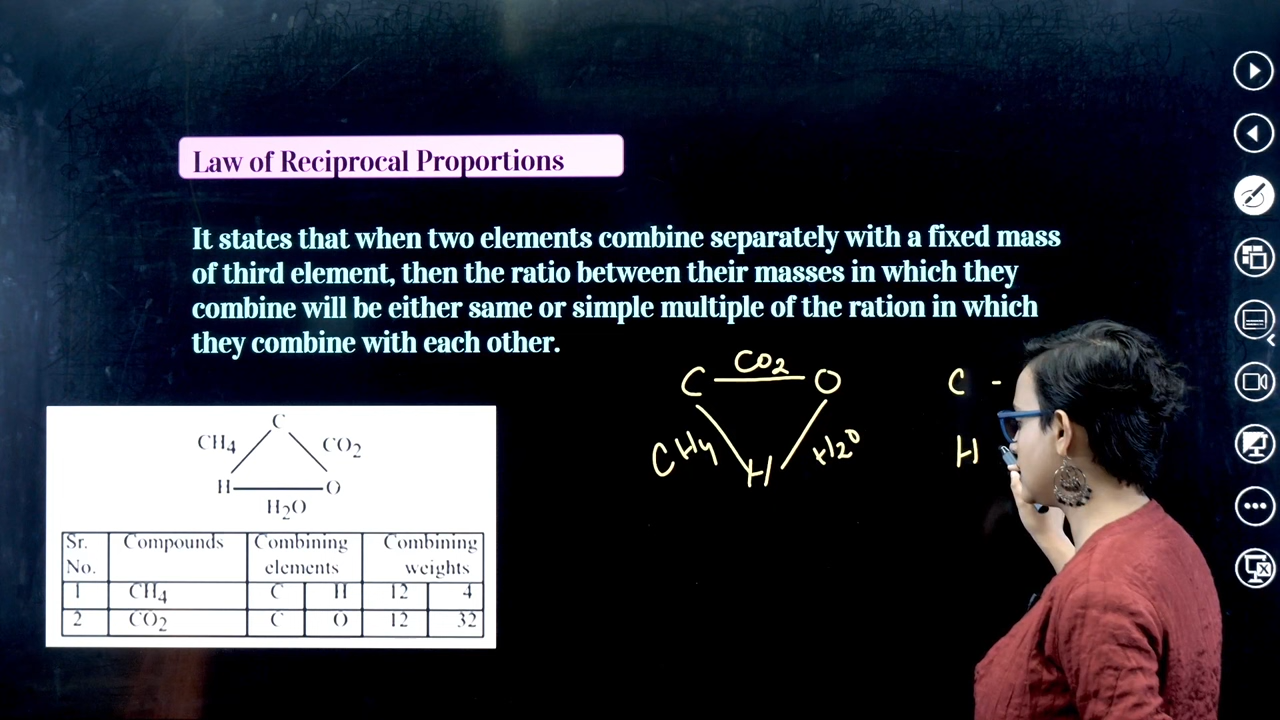 Law of Reciprocal Proportions
It states that when two elements combine separately with a fixed mass
of third element, then the ratio between their masses in which they
combine will be either same or simple multiple of the ration in which
they combine with each other.
C CO2 O
CH4 H H2O
C -
H
C
CH4 CO2
H O
H2O
Sr. No. Compounds Combining elements Combining weights
1 CH4 C H 12 4
2 CO2 C O 12 32